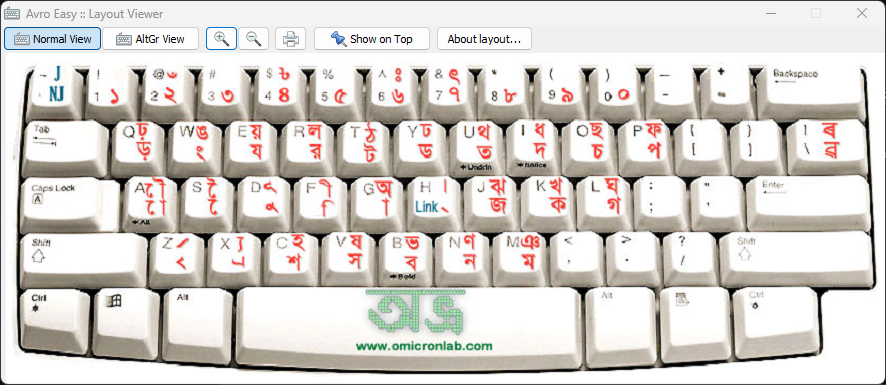 Avro Easy :: Layout Viewer
Normal View AltGr View Show on Top About layout...
~ J ! @ ৺ # $ ৳ % ^ ঃ & ৎ * ( ) — + Backspace
` NJ 1 ১ 2 ২ 3 ৩ 4 ৪ 5 ৫ 6 ৬ 7 ৭ 8 ৮ 9 ৯ 0 ০ - =
Tab Q ঢ় W ঙ E য় R ল T ঠ Y ঢ U থ I ধ O ছ P ফ { } | ৰ
ড় ং য র ট ড ত দ চ প [ ] \ ৱ
Undrln Italics
Caps Lock A ৌ S ৈ D F ী G আ H । J ঝ K খ L ঘ : " Enter
A ো ে ু ি া Link ্ জ ক গ ; '
All
Shift Z X C হ V ষ B ভ N ণ M ঞ < > ? Shift
শ স ব ন ম , . /
Bold
Ctrl Alt অভ্র Alt Ctrl
www.omicronlab.com